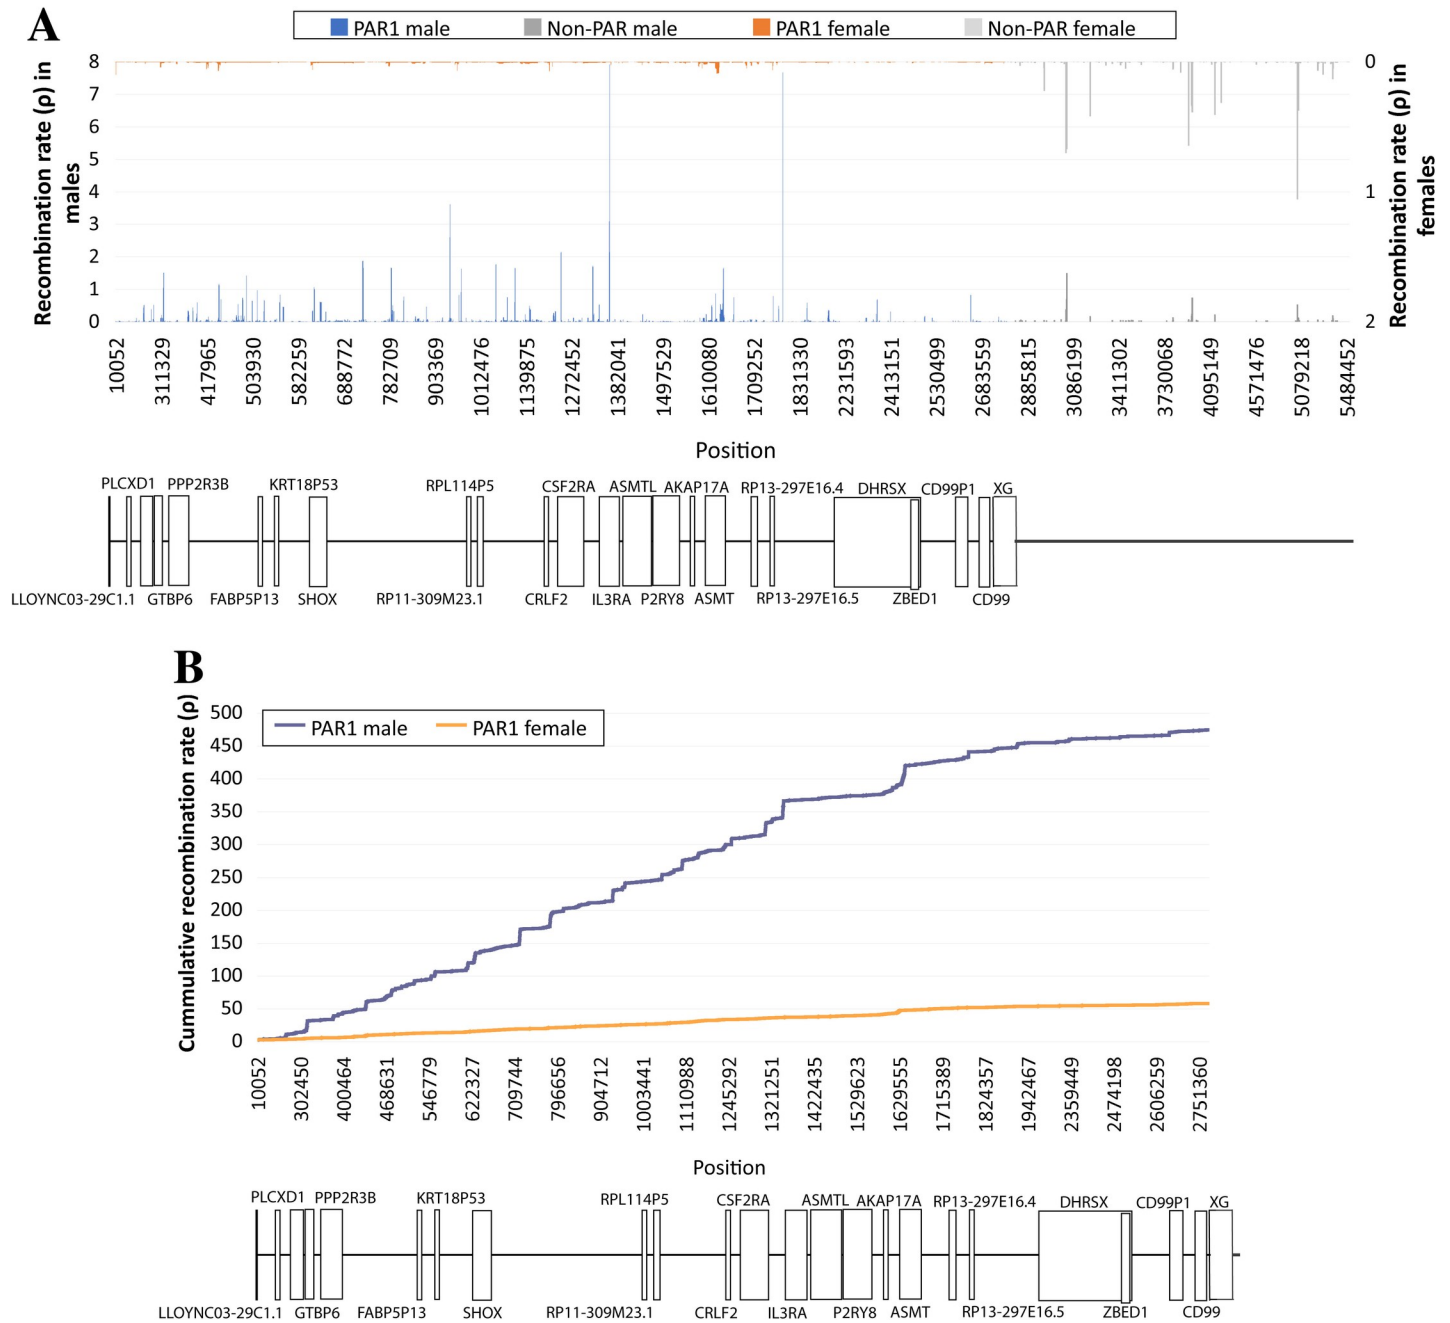 A
PAR1 male Non-PAR male PAR1 female Non-PAR female
Recombination rate (ρ) in
males
8
7
6
5
4
3
2
1
0
0
1
2
Recombination rate (ρ) in
females
10052 311329 417965 503930 582259 688772 782709 903369 1012476 1139875 1272452 1382041 1497529 1610080 1709252 1831330 2231593 2413151 2530499 2683559 2885815 3086199 3411302 3730068 4095149 4571476 5079218 5484452
Position
PLCXD1 PPP2R3B KRT18P53 RPL114P5 CSF2RA ASMTL AKAP17A RP13-297E16.4 DHRSX CD99P1 XG
LLOYNC03-29C1.1 GTBP6 FABP5P13 SHOX RP11-309M23.1 CRLF2 IL3RA P2RY8 ASMT RP13-297E16.5 ZBED1 CD99
B
Cummulative recombination rate (ρ)
PAR1 male PAR1 female
500
450
400
350
300
250
200
150
100
50
0
10052 302450 400464 468631 546779 622327 709744 796656 904712 1003441 1110988 1245292 1321251 1422435 1529623 1629555 1715389 1824357 1942467 2359449 2474198 2606259 2751360
Position
PLCXD1 PPP2R3B KRT18P53 RPL114P5 CSF2RA ASMTL AKAP17A RP13-297E16.4 DHRSX CD99P1 XG
LLOYNC03-29C1.1 GTBP6 FABP5P13 SHOX RP11-309M23.1 CRLF2 IL3RA P2RY8 ASMT RP13-297E16.5 ZBED1 CD99